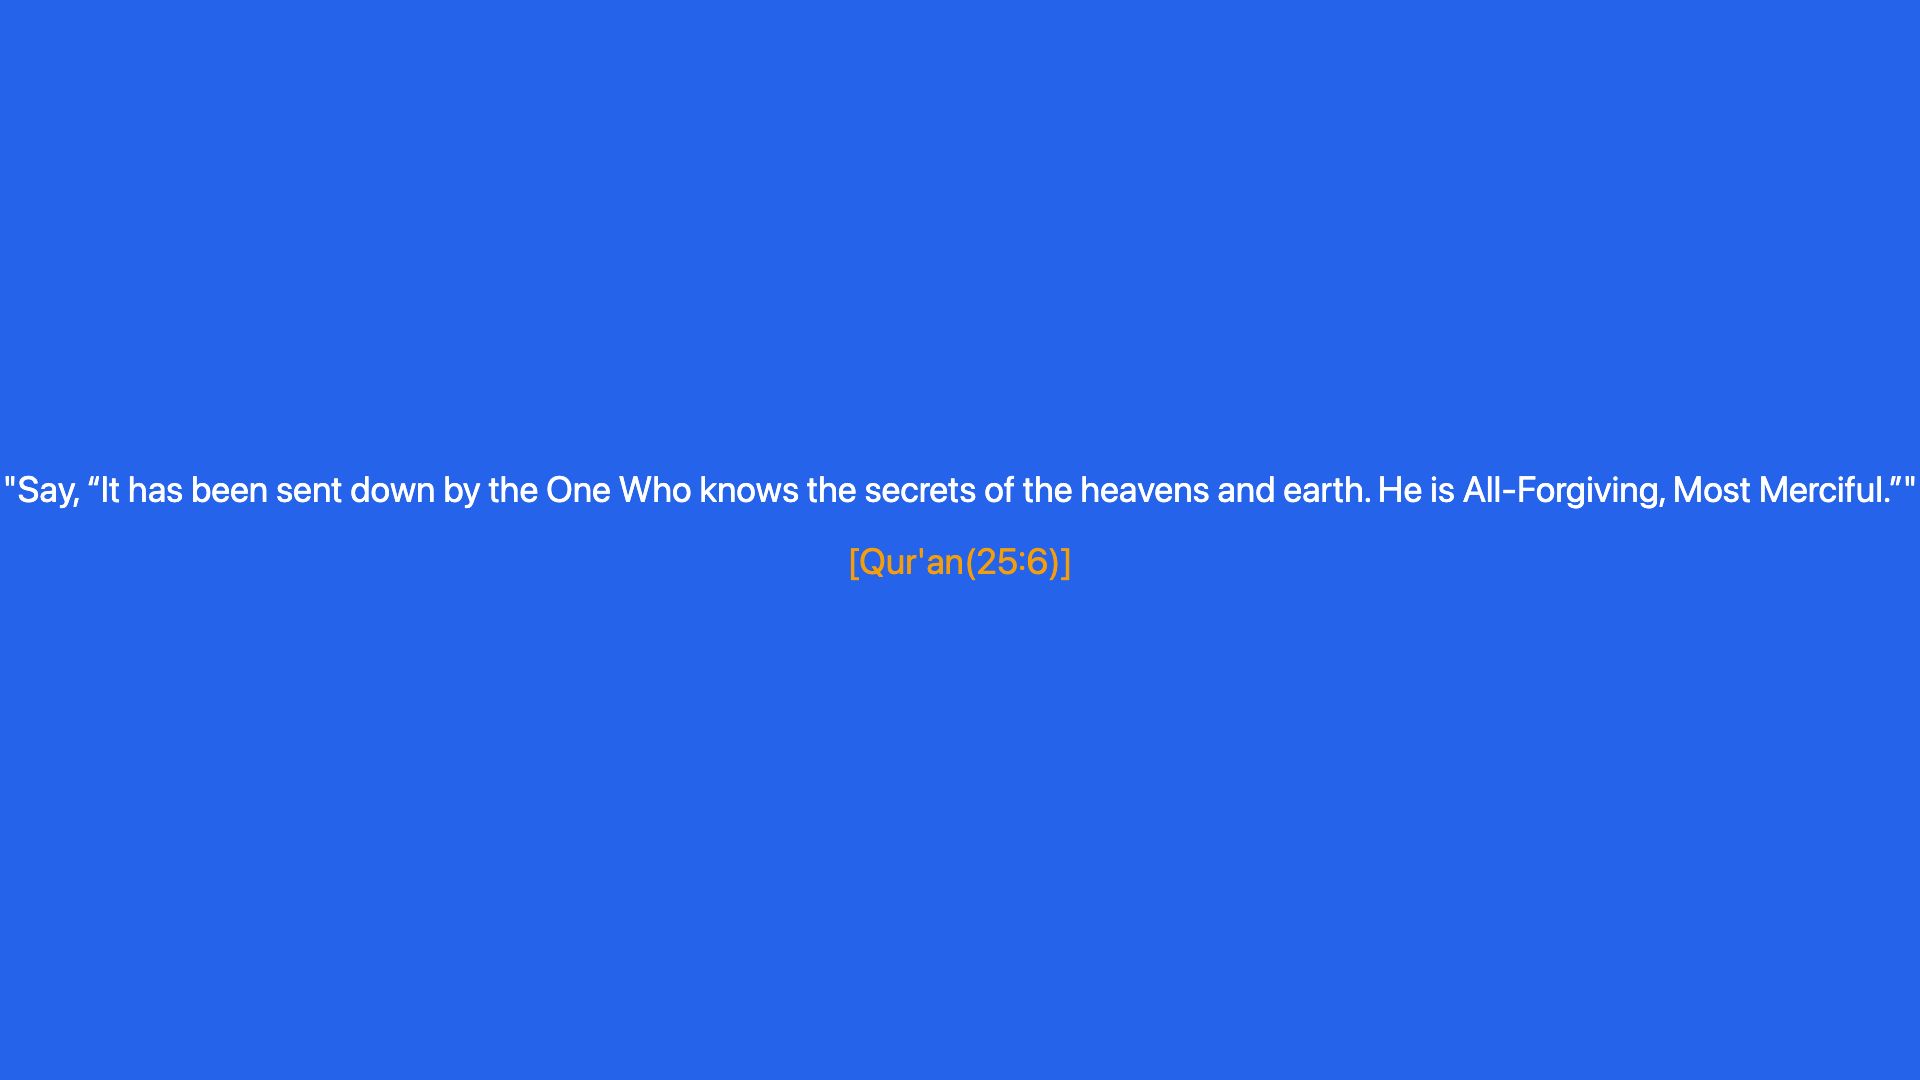 "Say, “It has been sent down by the One Who knows the secrets of the heavens and earth. He is All-Forgiving, Most Merciful.”"
[Qur'an(25:6)]